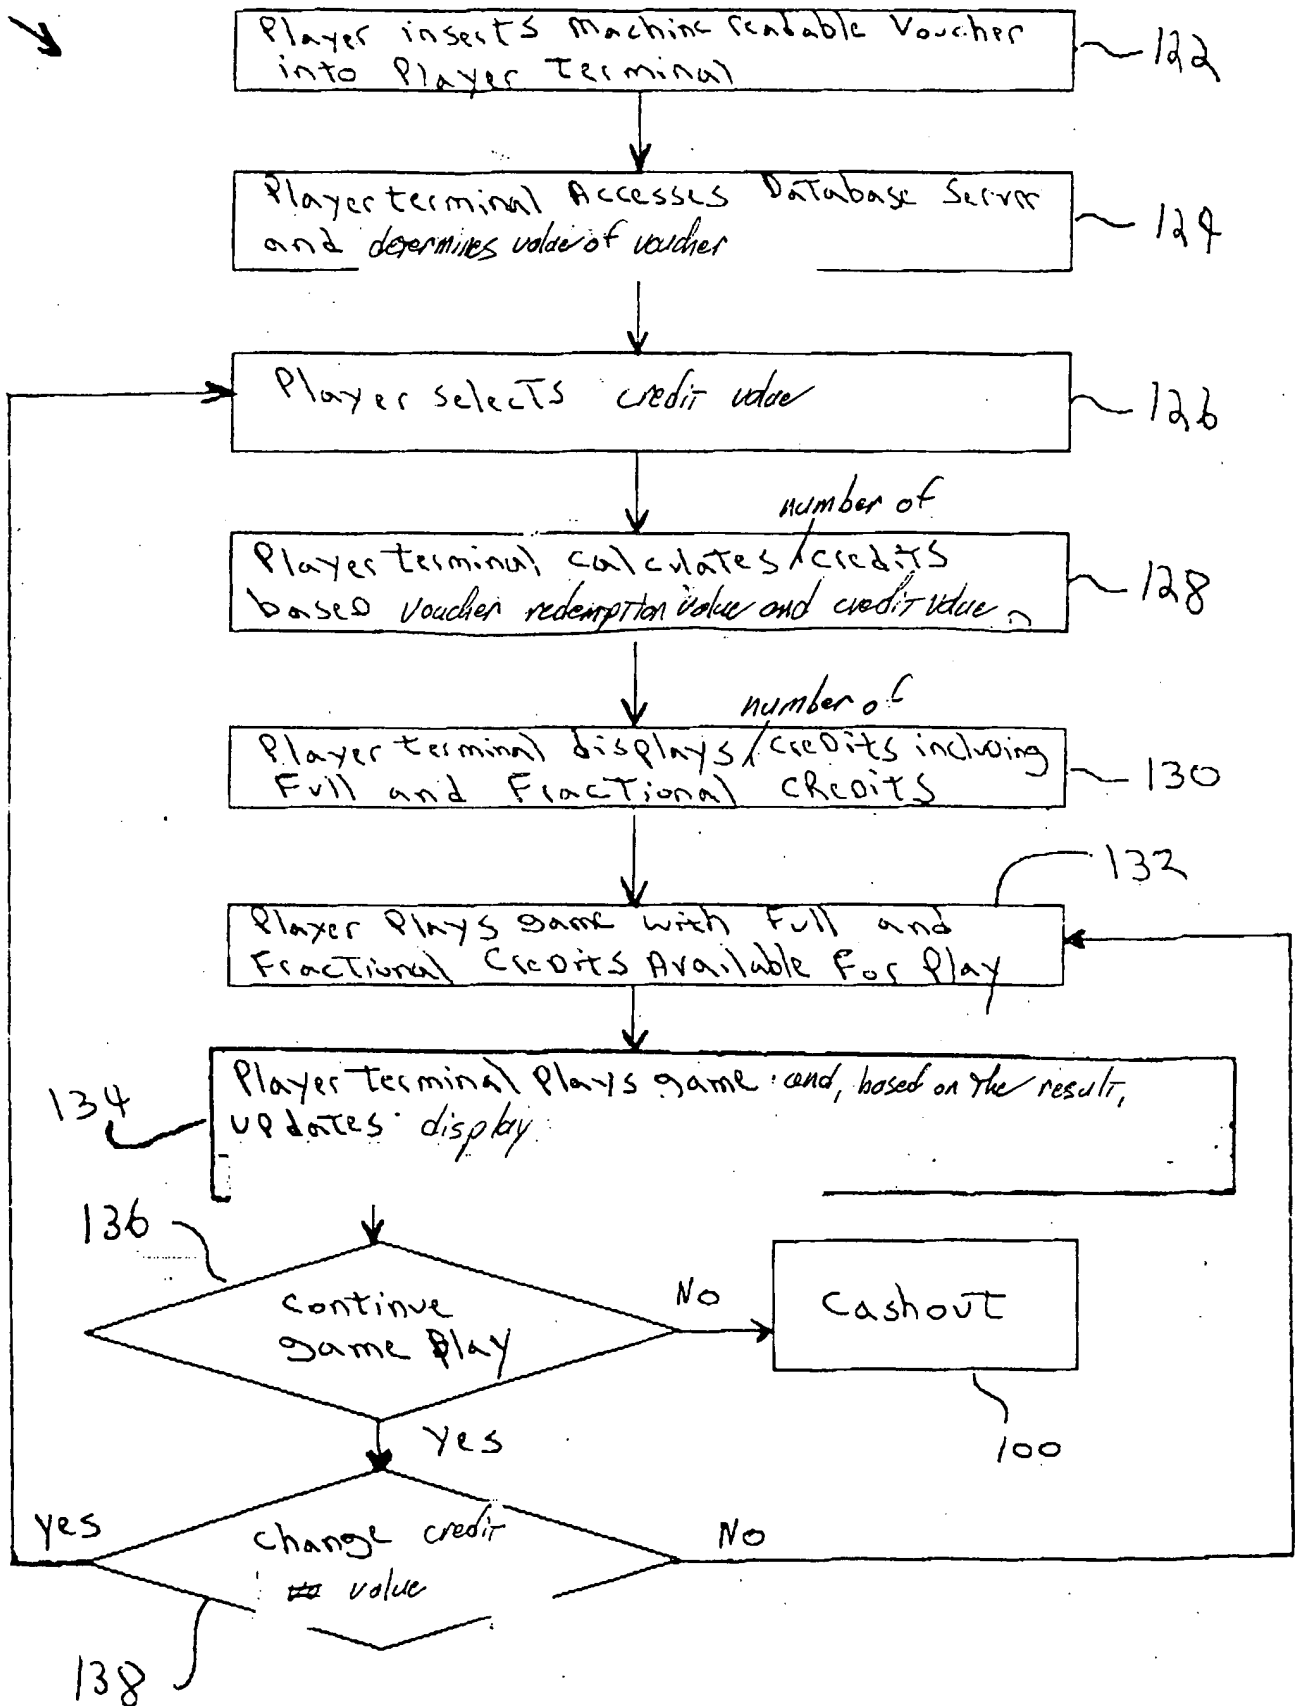 Player inserts Machine readable Voucher
into Player Terminal
122
Player terminal Accesses Database Server
and determines value of voucher
124
Player selects credit value
126
number of
Player terminal calculates credits
based voucher redemption value and credit value
128
number of
Player terminal displays credits including
Full and Fractional Credits
130
132
Player Plays game with Full and
Fractional Credits Available For Play
Player Terminal Plays game and, based on the result,
updates display
134
136
continue
game play
No
Cashout
100
Yes
yes
change credit
value
No
138